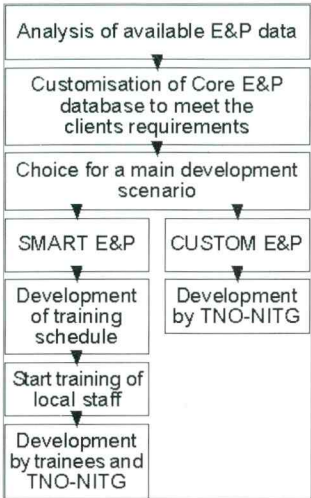 Analysis of available E&P data
Customisation of Core E&P
database to meet the
clients requirements
Choice for a main development
scenario
SMART E&P
CUSTOM E&P
Development
of training
schedule
Development
by TNO-NITG
Start training of
local staff
Development
by trainees and
TNO-NITG